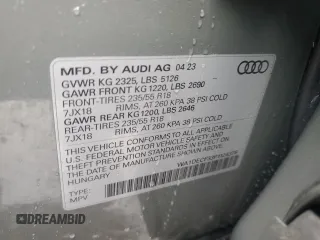 MFD. BY AUDI AG 04 23
GVWR KG 2325, LBS 5126
GAWR FRONT KG 1220, LBS 2690
FRONT-TIRES 235/55 R18
7JX18 RIMS, AT 260 KPA 38 PSI COLD
GAWR REAR KG 1200, LBS 2646
REAR-TIRES 235/55 R18
7JX18 RIMS, AT 260 KPA 38 PSI COLD
THIS VEHICLE CONFORMS TO ALL APPLICABLE
U.S. FEDERAL MOTOR VEHICLE SAFETY AND
THEFT PREVENTION STANDARDS IN EFFECT ON
THE DATE OF MANUFACTURE SHOWN ABOVE.
HUNGARY
TYPE:
MPV
DREAMBID